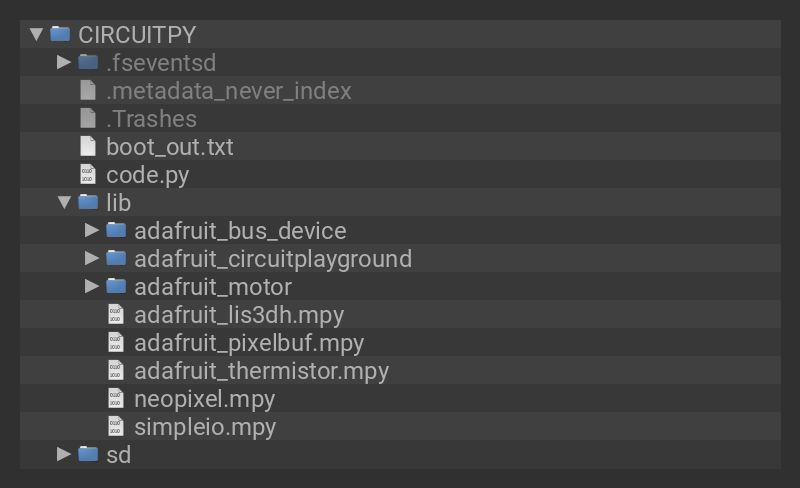 CIRCUITPY
.fseventsd
.metadata_never_index
.Trashes
boot_out.txt
code.py
lib
adafruit_bus_device
adafruit_circuitplayground
adafruit_motor
adafruit_lis3dh.mpy
adafruit_pixelbuf.mpy
adafruit_thermistor.mpy
neopixel.mpy
simpleio.mpy
sd